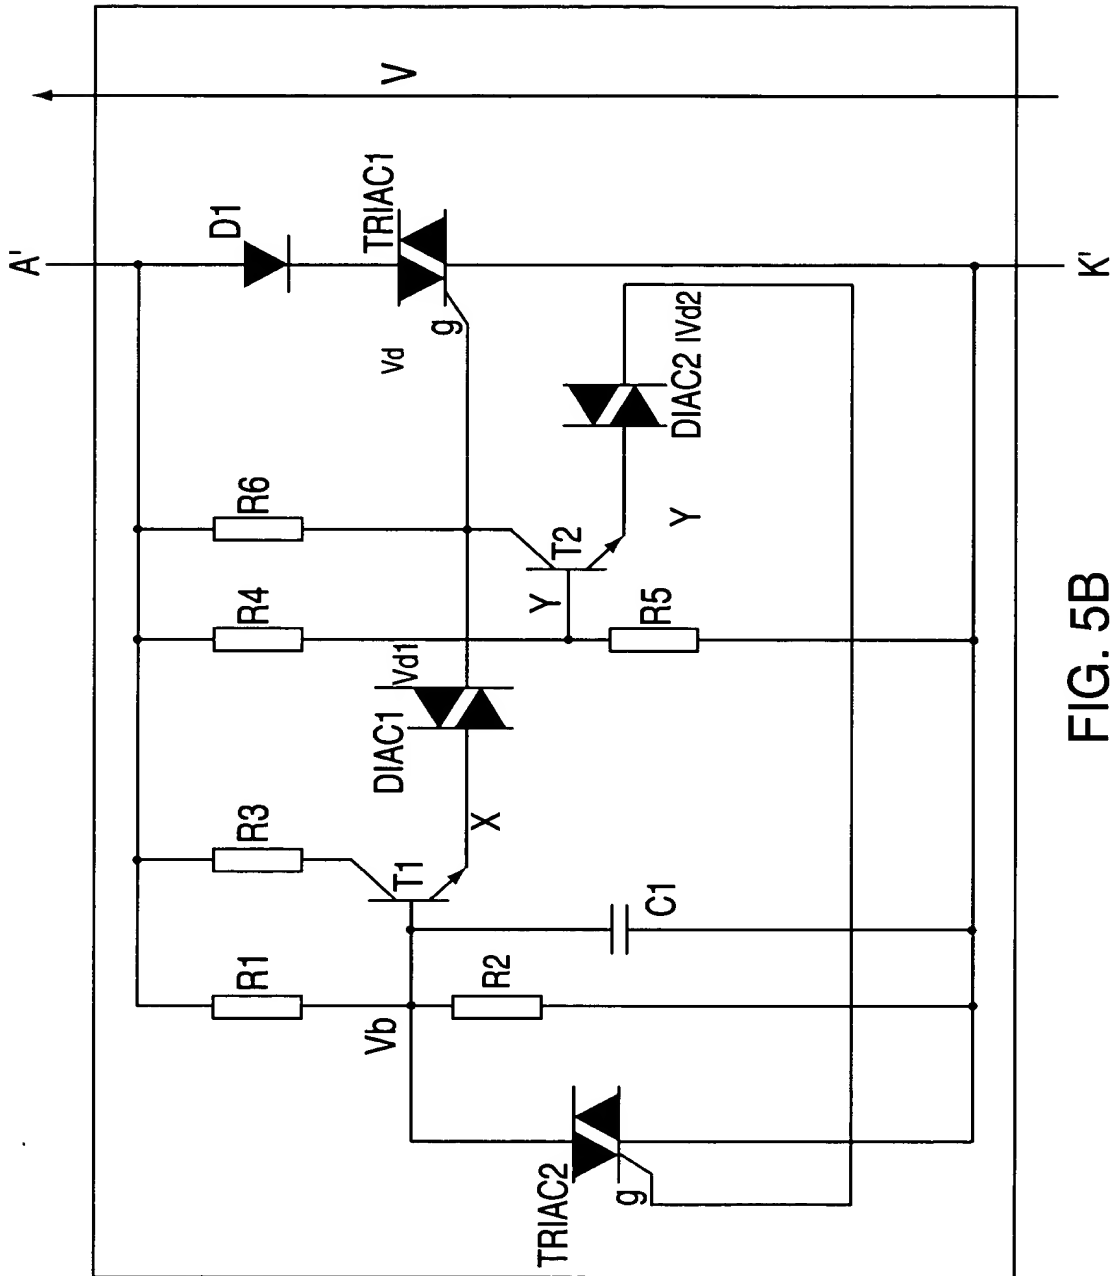 A'
V
D1
TRIAC1
g
Vd
R6
R4
R3
R1
DIAC2 IVd2
T2
Y
Y
R5
Vd1
DIAC1
X
T1
C1
R2
Vb
TRIAC2
g
K'
FIG. 5B